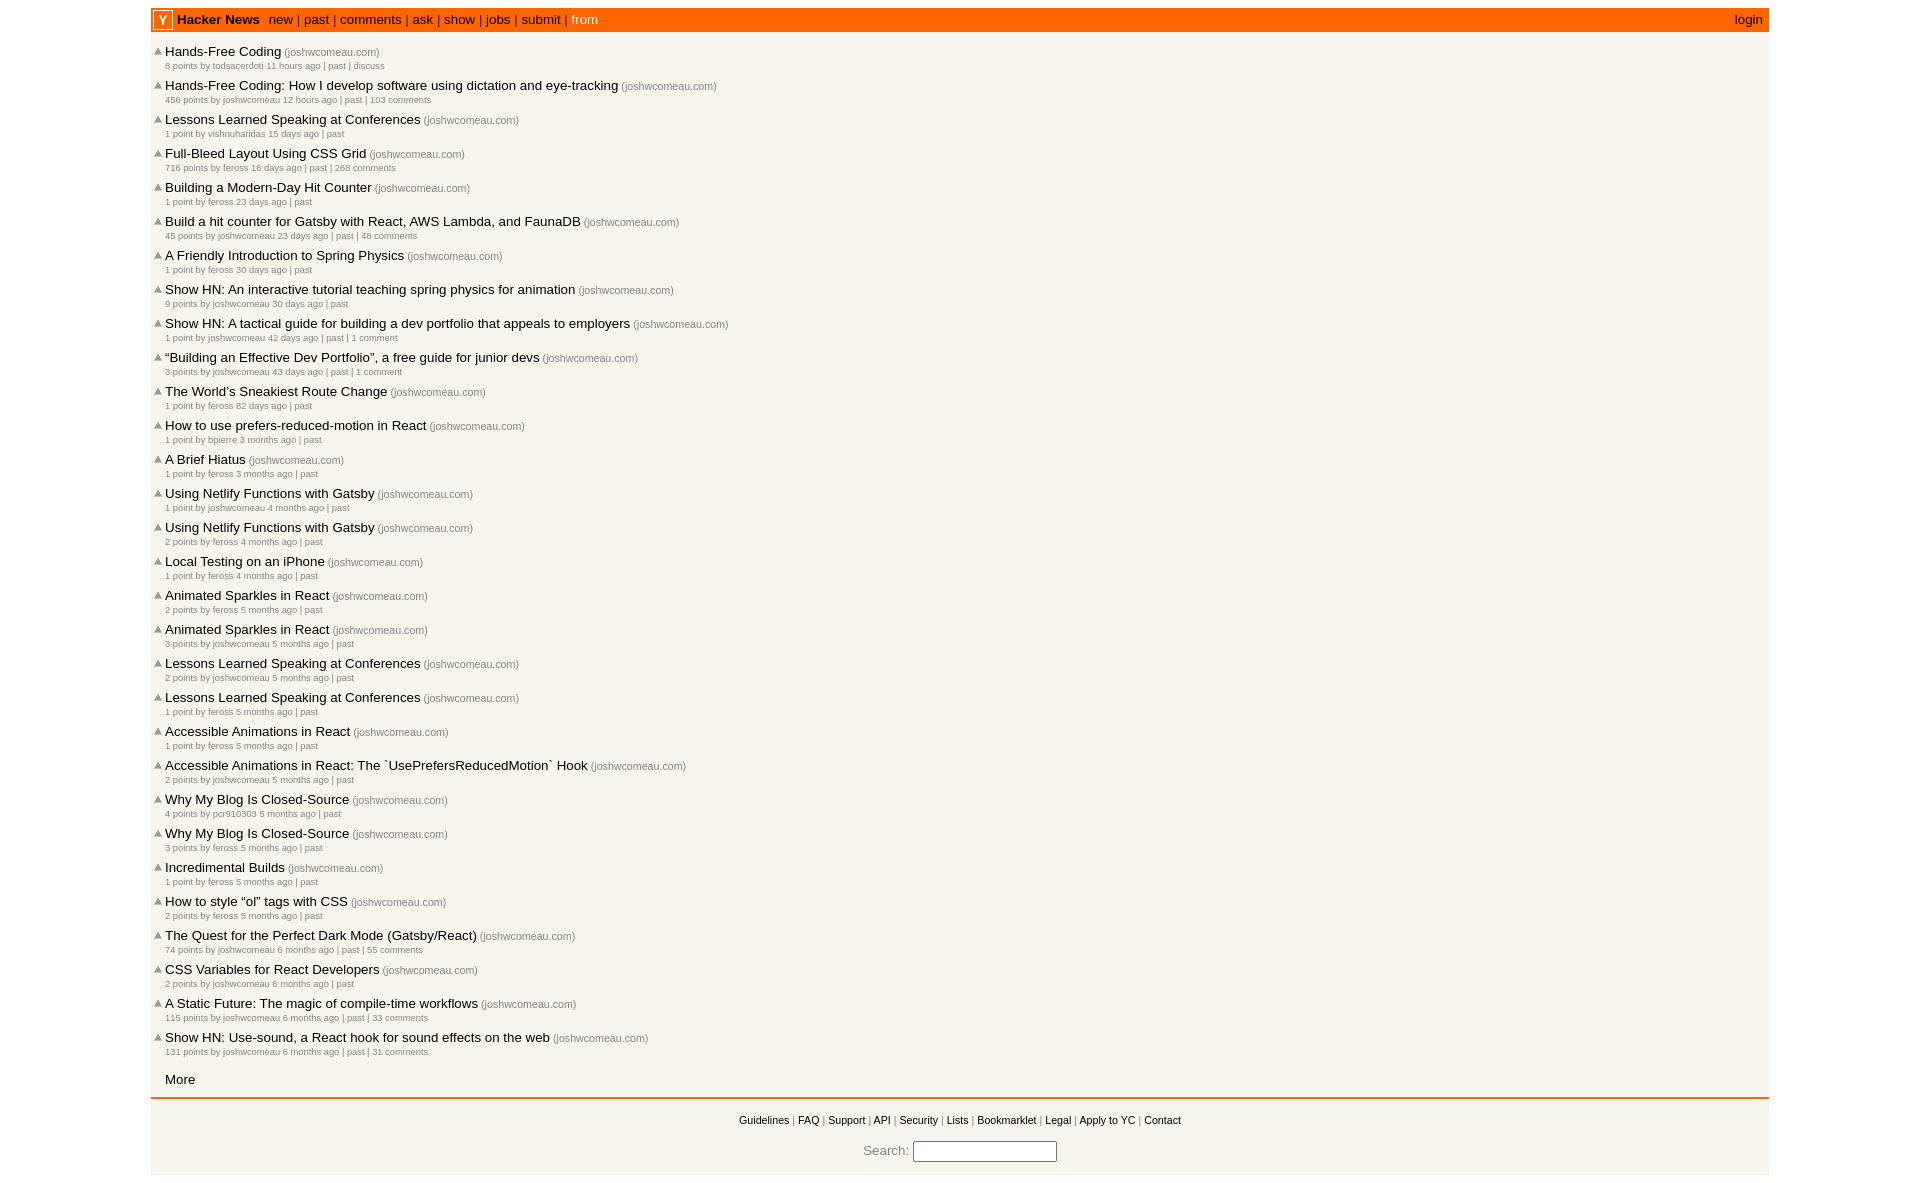 Y Hacker News new | past | comments | ask | show | jobs | submit | from login
Hands-Free Coding (joshwcomeau.com)
8 points by todsacerdoti 11 hours ago | past | discuss
Hands-Free Coding: How I develop software using dictation and eye-tracking (joshwcomeau.com)
456 points by joshwcomeau 12 hours ago | past | 103 comments
Lessons Learned Speaking at Conferences (joshwcomeau.com)
1 point by vishnuharidas 15 days ago | past
Full-Bleed Layout Using CSS Grid (joshwcomeau.com)
716 points by feross 16 days ago | past | 268 comments
Building a Modern-Day Hit Counter (joshwcomeau.com)
1 point by feross 23 days ago | past
Build a hit counter for Gatsby with React, AWS Lambda, and FaunaDB (joshwcomeau.com)
45 points by joshwcomeau 23 days ago | past | 48 comments
A Friendly Introduction to Spring Physics (joshwcomeau.com)
1 point by feross 30 days ago | past
Show HN: An interactive tutorial teaching spring physics for animation (joshwcomeau.com)
9 points by joshwcomeau 30 days ago | past
Show HN: A tactical guide for building a dev portfolio that appeals to employers (joshwcomeau.com)
1 point by joshwcomeau 42 days ago | past | 1 comment
“Building an Effective Dev Portfolio”, a free guide for junior devs (joshwcomeau.com)
3 points by joshwcomeau 43 days ago | past | 1 comment
The World’s Sneakiest Route Change (joshwcomeau.com)
1 point by feross 82 days ago | past
How to use prefers-reduced-motion in React (joshwcomeau.com)
1 point by bpierre 3 months ago | past
A Brief Hiatus (joshwcomeau.com)
1 point by feross 3 months ago | past
Using Netlify Functions with Gatsby (joshwcomeau.com)
1 point by joshwcomeau 4 months ago | past
Using Netlify Functions with Gatsby (joshwcomeau.com)
2 points by feross 4 months ago | past
Local Testing on an iPhone (joshwcomeau.com)
1 point by feross 4 months ago | past
Animated Sparkles in React (joshwcomeau.com)
2 points by feross 5 months ago | past
Animated Sparkles in React (joshwcomeau.com)
3 points by joshwcomeau 5 months ago | past
Lessons Learned Speaking at Conferences (joshwcomeau.com)
2 points by joshwcomeau 5 months ago | past
Lessons Learned Speaking at Conferences (joshwcomeau.com)
1 point by feross 5 months ago | past
Accessible Animations in React (joshwcomeau.com)
1 point by feross 5 months ago | past
Accessible Animations in React: The `UsePrefersReducedMotion` Hook (joshwcomeau.com)
2 points by joshwcomeau 5 months ago | past
Why My Blog Is Closed-Source (joshwcomeau.com)
4 points by pcr910303 5 months ago | past
Why My Blog Is Closed-Source (joshwcomeau.com)
3 points by feross 5 months ago | past
Incredimental Builds (joshwcomeau.com)
1 point by feross 5 months ago | past
How to style “ol” tags with CSS (joshwcomeau.com)
2 points by feross 5 months ago | past
The Quest for the Perfect Dark Mode (Gatsby/React) (joshwcomeau.com)
74 points by joshwcomeau 6 months ago | past | 55 comments
CSS Variables for React Developers (joshwcomeau.com)
2 points by joshwcomeau 6 months ago | past
A Static Future: The magic of compile-time workflows (joshwcomeau.com)
115 points by joshwcomeau 6 months ago | past | 33 comments
Show HN: Use-sound, a React hook for sound effects on the web (joshwcomeau.com)
131 points by joshwcomeau 6 months ago | past | 31 comments
More
Guidelines | FAQ | Support | API | Security | Lists | Bookmarklet | Legal | Apply to YC | Contact
Search: